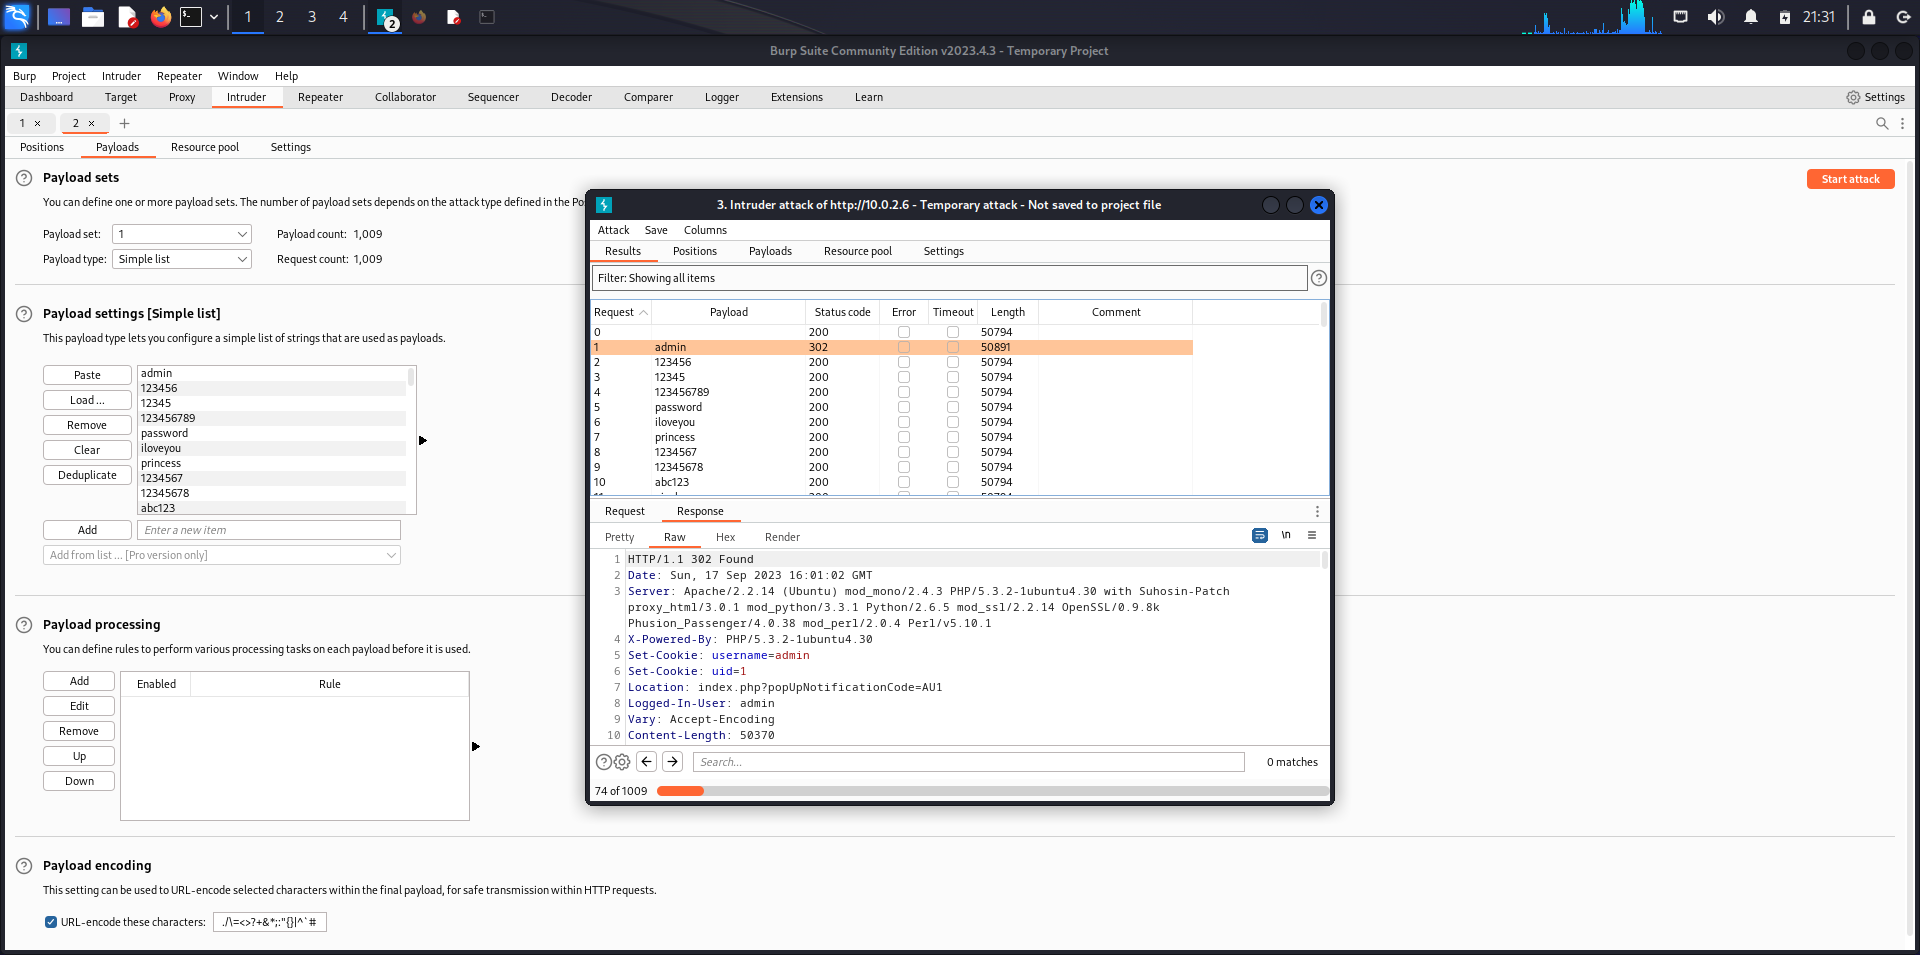 1 2 3 4 2 21:31
Burp Suite Community Edition v2023.4.3 - Temporary Project
Burp Project Intruder Repeater Window Help
Dashboard Target Proxy Intruder Repeater Collaborator Sequencer Decoder Comparer Logger Extensions Learn Settings
1 × 2 × +
Positions Payloads Resource pool Settings
? Payload sets
Start attack
You can define one or more payload sets. The number of payload sets depends on the attack type defined in the
Payload set: 1 Payload count: 1,009
Payload type: Simple list Request count: 1,009
? Payload settings [Simple list]
This payload type lets you configure a simple list of strings that are used as payloads.
Paste
Load ...
Remove
Clear
Deduplicate
admin
123456
12345
123456789
password
iloveyou
princess
1234567
12345678
abc123
Add Enter a new item
Add from list ... [Pro version only]
? Payload processing
You can define rules to perform various processing tasks on each payload before it is used.
Add
Edit
Remove
Up
Down
Enabled Rule
? Payload encoding
This setting can be used to URL-encode selected characters within the final payload, for safe transmission within HTTP requests.
URL-encode these characters: ./\=<>?+&*;:"{}|^`#
3. Intruder attack of http://10.0.2.6 - Temporary attack - Not saved to project file
Attack Save Columns
Results Positions Payloads Resource pool Settings
Filter: Showing all items ?
Request Payload Status code Error Timeout Length Comment
0 200 50794
1 admin 302 50891
2 123456 200 50794
3 12345 200 50794
4 123456789 200 50794
5 password 200 50794
6 iloveyou 200 50794
7 princess 200 50794
8 1234567 200 50794
9 12345678 200 50794
10 abc123 200 50794
Request Response
Pretty Raw Hex Render \n
1 HTTP/1.1 302 Found
2 Date: Sun, 17 Sep 2023 16:01:02 GMT
3 Server: Apache/2.2.14 (Ubuntu) mod_mono/2.4.3 PHP/5.3.2-1ubuntu4.30 with Suhosin-Patch
proxy_html/3.0.1 mod_python/3.3.1 Python/2.6.5 mod_ssl/2.2.14 OpenSSL/0.9.8k
Phusion_Passenger/4.0.38 mod_perl/2.0.4 Perl/v5.10.1
4 X-Powered-By: PHP/5.3.2-1ubuntu4.30
5 Set-Cookie: username=admin
6 Set-Cookie: uid=1
7 Location: index.php?popUpNotificationCode=AU1
8 Logged-In-User: admin
9 Vary: Accept-Encoding
10 Content-Length: 50370
? Search... 0 matches
74 of 1009